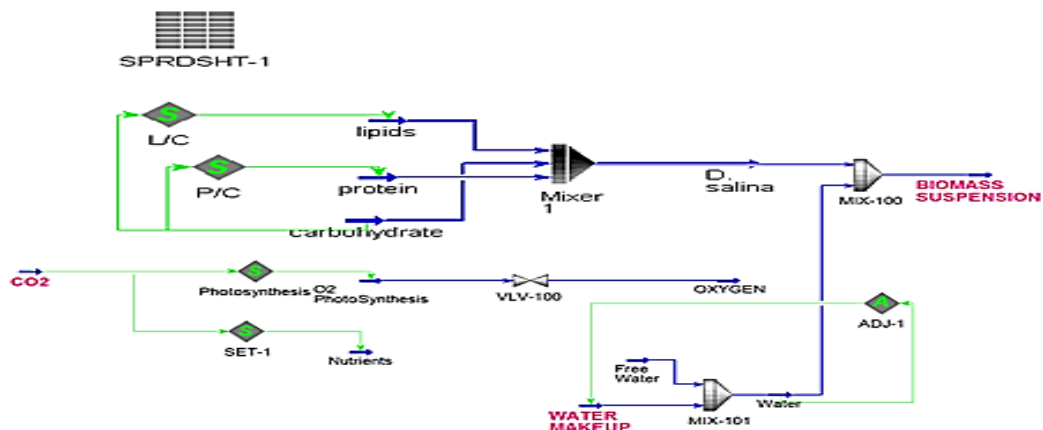 SPRDSHT-1
S
L/C
lipids
S
P/C
protein
Mixer
1
D.
salina
MIX-100
BIOMASS
SUSPENSION
carbohydrate
CO2
S
Photosynthesis
O2
PhotoSynthesis
VLV-100
OXYGEN
A
ADJ-1
S
SET-1
Nutrients
Free
Water
WATER
MAKEUP
MIX-101
Water